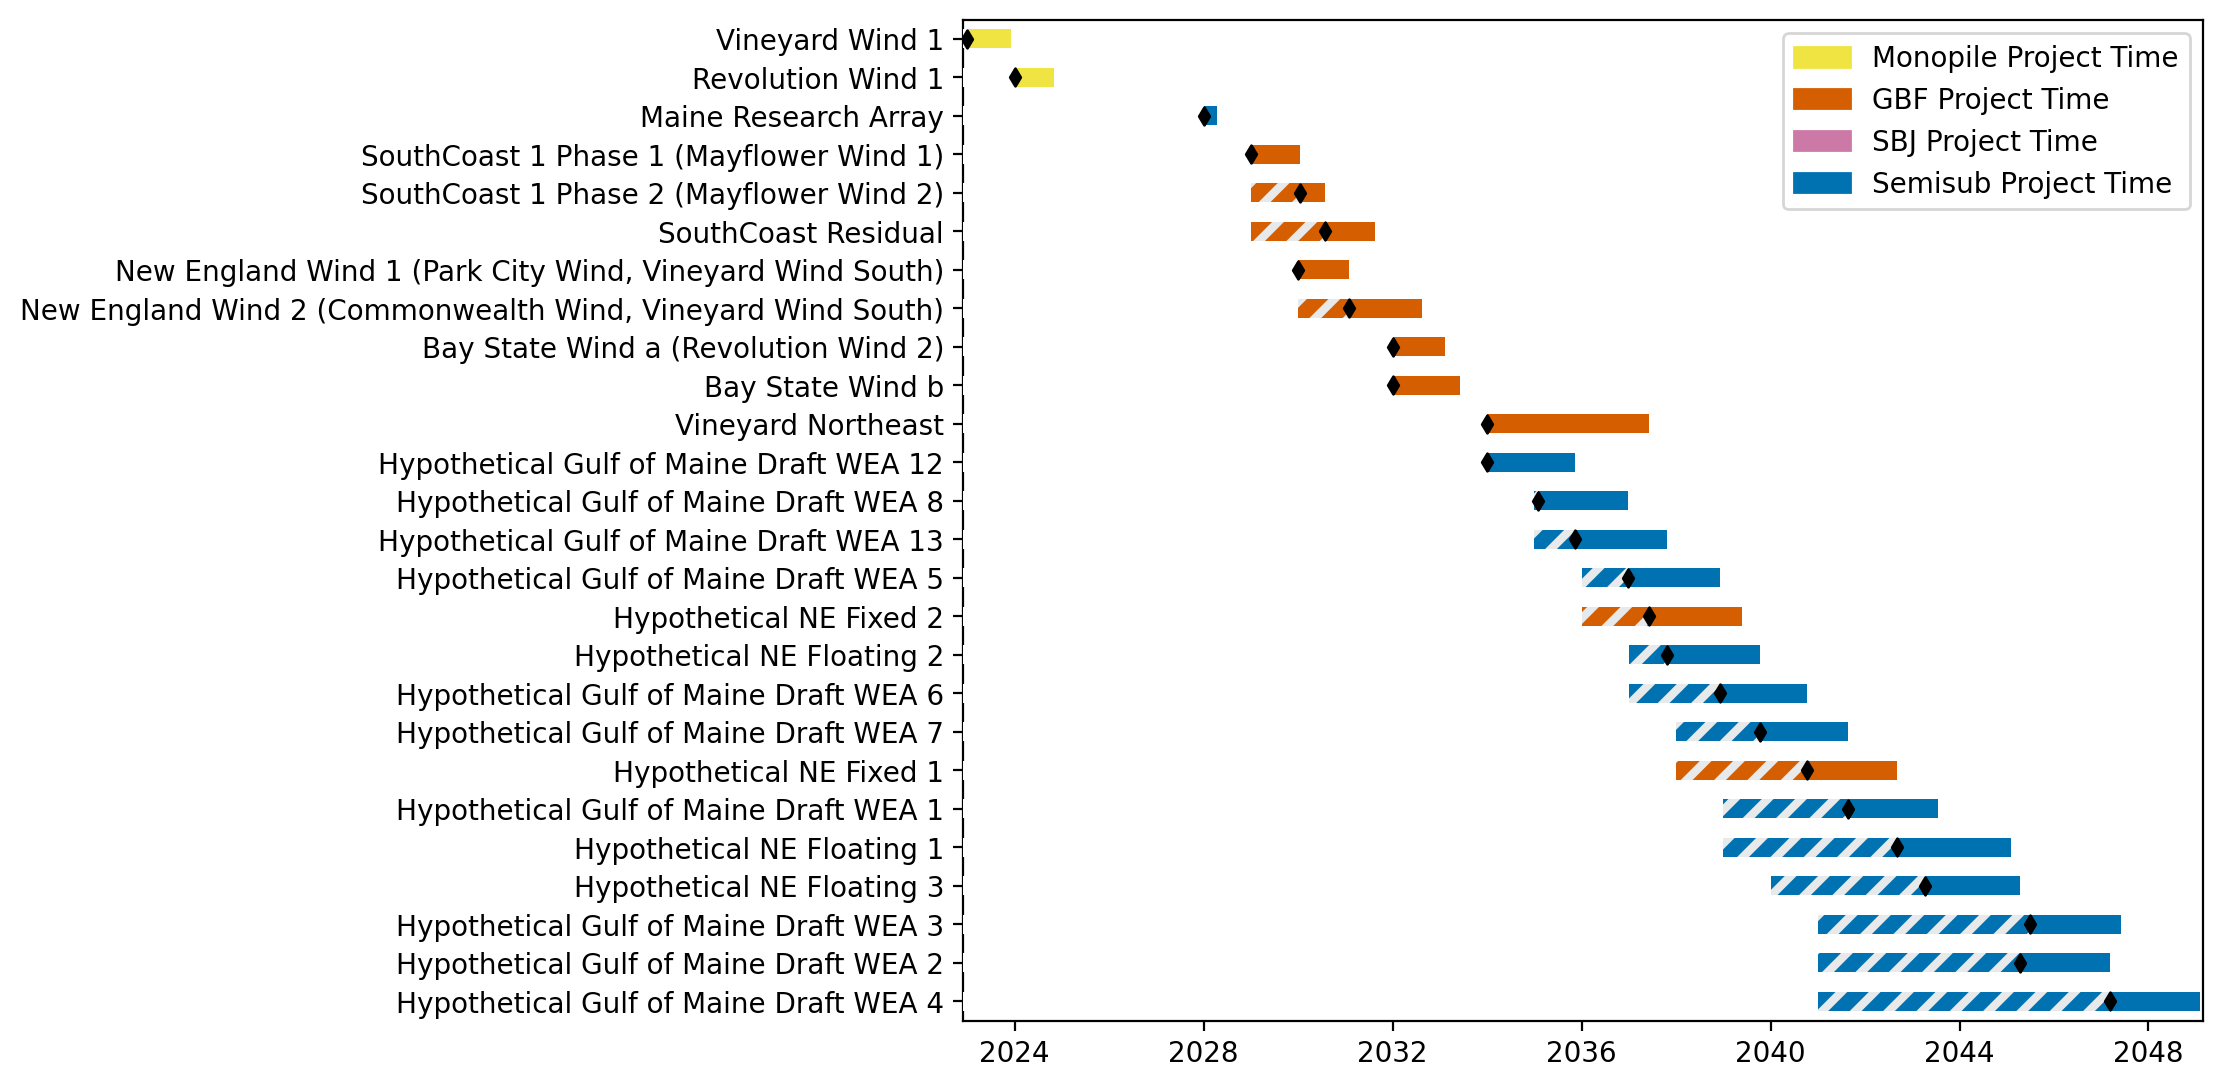 Vineyard Wind 1
Revolution Wind 1
Maine Research Array
SouthCoast 1 Phase 1 (Mayflower Wind 1)
SouthCoast 1 Phase 2 (Mayflower Wind 2)
SouthCoast Residual
New England Wind 1 (Park City Wind, Vineyard Wind South)
New England Wind 2 (Commonwealth Wind, Vineyard Wind South)
Bay State Wind a (Revolution Wind 2)
Bay State Wind b
Vineyard Northeast
Hypothetical Gulf of Maine Draft WEA 12
Hypothetical Gulf of Maine Draft WEA 8
Hypothetical Gulf of Maine Draft WEA 13
Hypothetical Gulf of Maine Draft WEA 5
Hypothetical NE Fixed 2
Hypothetical NE Floating 2
Hypothetical Gulf of Maine Draft WEA 6
Hypothetical Gulf of Maine Draft WEA 7
Hypothetical NE Fixed 1
Hypothetical Gulf of Maine Draft WEA 1
Hypothetical NE Floating 1
Hypothetical NE Floating 3
Hypothetical Gulf of Maine Draft WEA 3
Hypothetical Gulf of Maine Draft WEA 2
Hypothetical Gulf of Maine Draft WEA 4
Monopile Project Time
GBF Project Time
SBJ Project Time
Semisub Project Time
2024 2028 2032 2036 2040 2044 2048